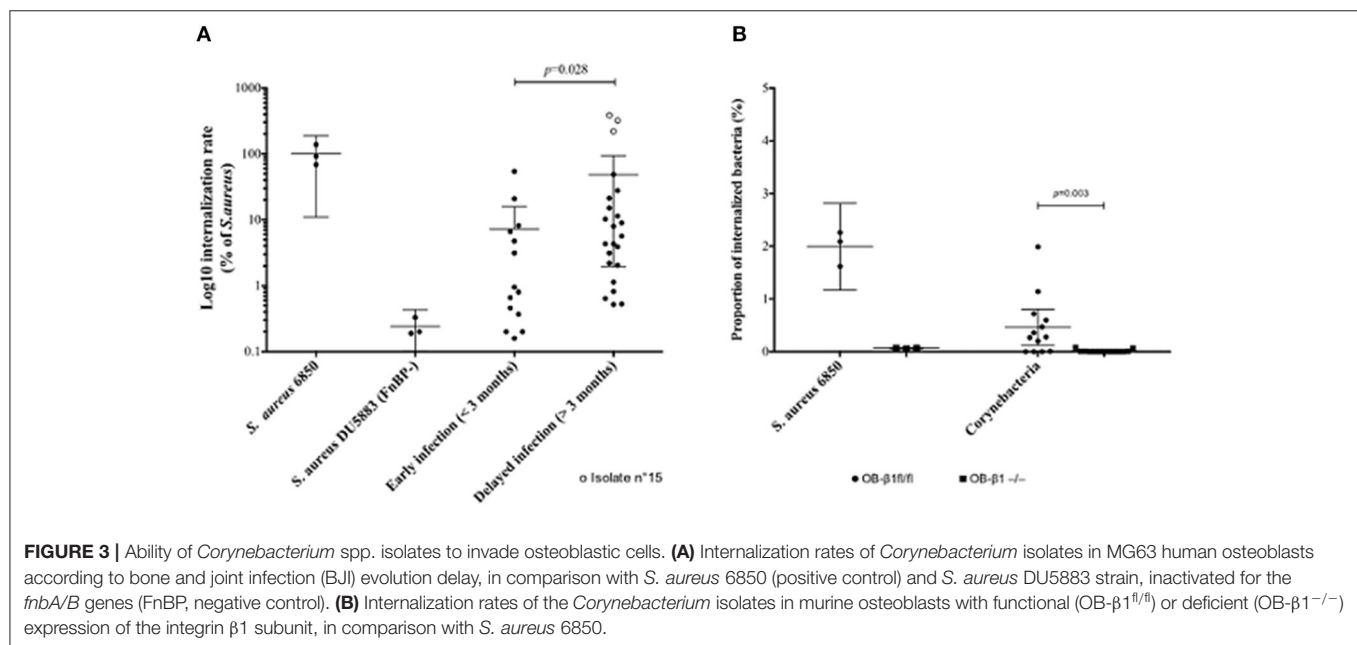 A
p=0.028
1000
100
10
1
0.1
Log10 internalization rate
(% of S.aureus)
S. aureus 6850
S. aureus DU5883 (FnBP-)
Early infection (< 3 months)
Delayed infection (> 3 months)
o Isolate n°15
B
p=0.003
5
4
3
2
1
0
Proportion of internalized bacteria (%)
S. aureus 6850
Corynebacteria
● OB-β1fl/fl ■ OB-β1 −/−
FIGURE 3 | Ability of Corynebacterium spp. isolates to invade osteoblastic cells. (A) Internalization rates of Corynebacterium isolates in MG63 human osteoblasts
according to bone and joint infection (BJI) evolution delay, in comparison with S. aureus 6850 (positive control) and S. aureus DU5883 strain, inactivated for the
fnbA/B genes (FnBP, negative control). (B) Internalization rates of the Corynebacterium isolates in murine osteoblasts with functional (OB-β1fl/fl) or deficient (OB-β1−/−)
expression of the integrin β1 subunit, in comparison with S. aureus 6850.